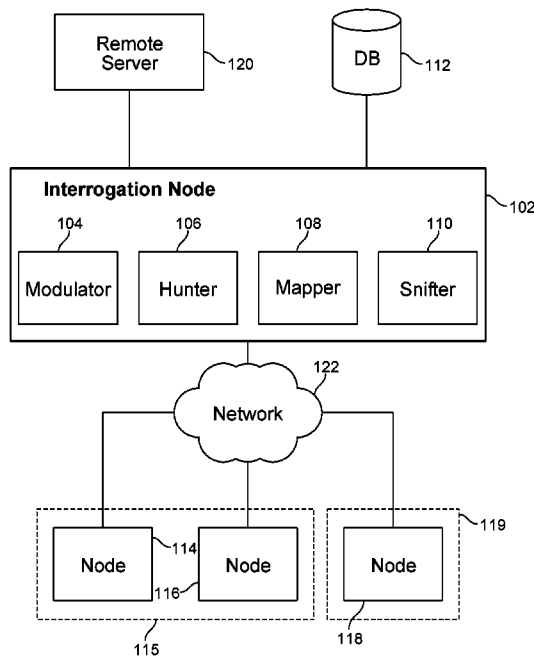 Remote
Server
120
DB
112
Interrogation Node
102
104
106
108
110
Modulator
Hunter
Mapper
Snifter
122
Network
119
Node
114
Node
116
Node
115
118